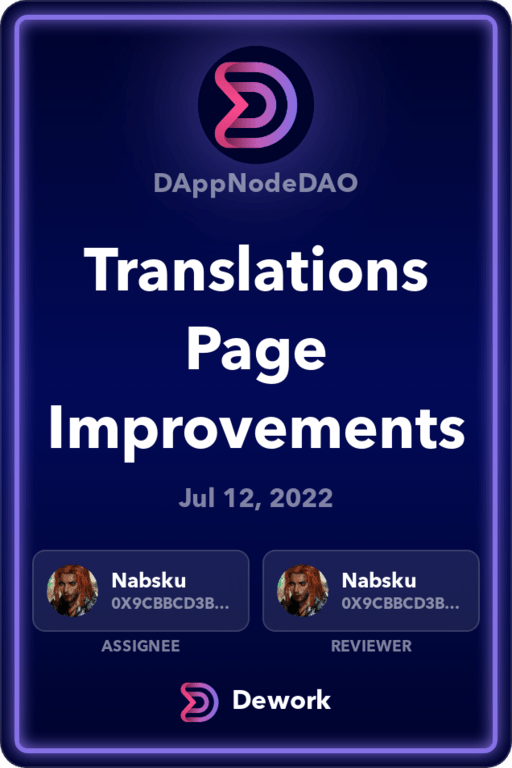 DAppNodeDAO
Translations
Page
Improvements
Jul 12, 2022
Nabsku
0X9CBBCD3B...
ASSIGNEE
Nabsku
0X9CBBCD3B...
REVIEWER
Dework